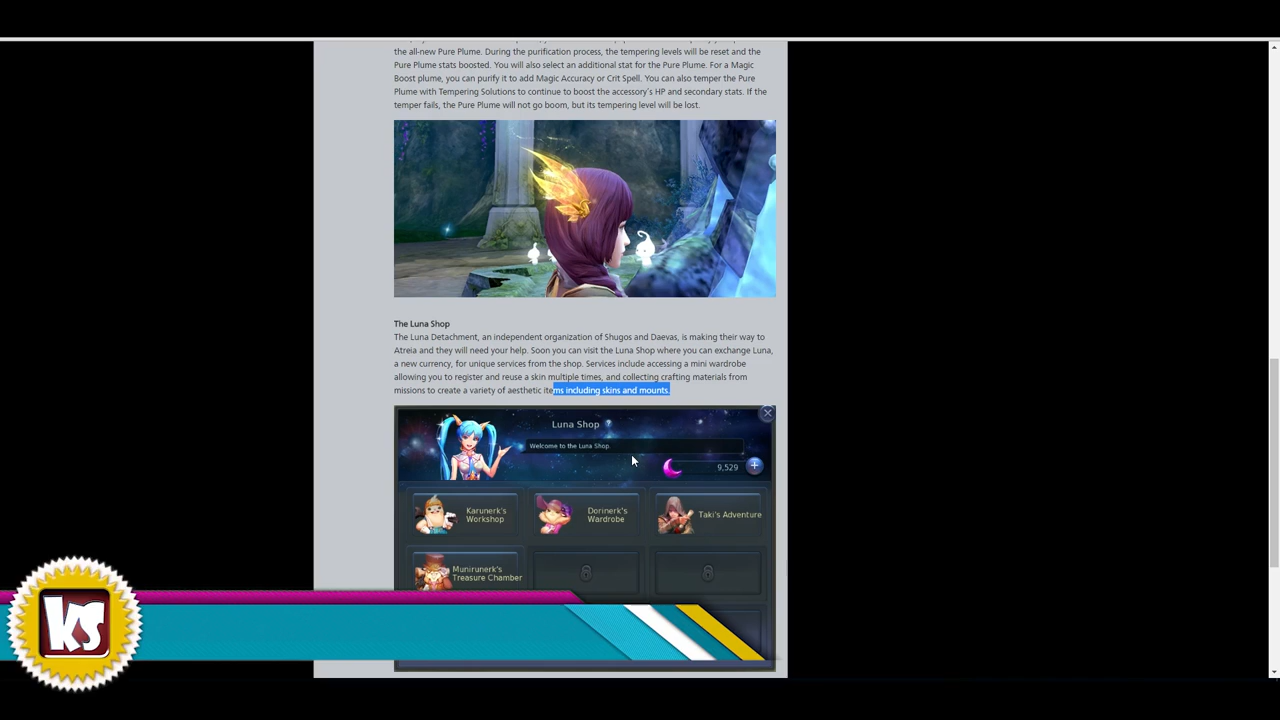 the all-new Pure Plume. During the purification process, the tempering levels will be reset and the
Pure Plume stats boosted. You will also select an additional stat for the Pure Plume. For a Magic
Boost plume, you can purify it to add Magic Accuracy or Crit Spell. You can also temper the Pure
Plume with Tempering Solutions to continue to boost the accessory's HP and secondary stats. If the
temper fails, the Pure Plume will not go boom, but its tempering level will be lost.
The Luna Shop
The Luna Detachment, an independent organization of Shugos and Daevas, is making their way to
Atreia and they will need your help. Soon you can visit the Luna Shop where you can exchange Luna,
a new currency, for unique services from the shop. Services include accessing a mini wardrobe
allowing you to register and reuse a skin multiple times, and collecting crafting materials from
missions to create a variety of aesthetic items including skins and mounts.
Luna Shop ?
Welcome to the Luna Shop.
9,529
Karunerk's
Workshop
Dorinerk's
Wardrobe
Taki's Adventure
Munirunerk's
Treasure Chamber
KS